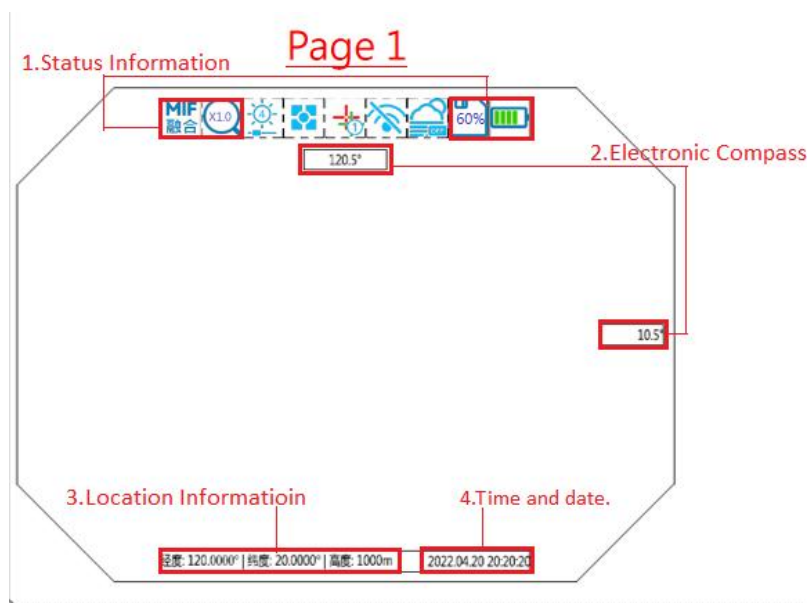 Page 1
1.Status Information
MIF
融合
X1.0
4
1
60%
120.5°
2.Electronic Compass
10.5°
3.Location Informatioin
4.Time and date.
经度: 120.0000° | 纬度: 20.0000° | 高度: 1000m
2022.04.20 20:20:20